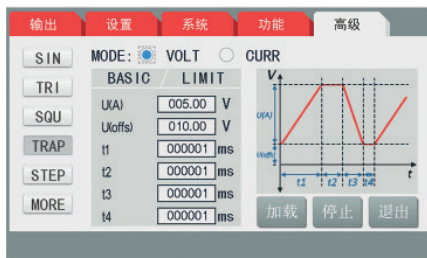 输出 设置 系统 功能 高级
SIN
TRI
SQU
TRAP
STEP
MORE
MODE: VOLT CURR
BASIC LIMIT
U(A) 005.00 V
U(offs) 010.00 V
t1 000001 ms
t2 000001 ms
t3 000001 ms
t4 000001 ms
V
U(A)
U(offs)
t
t1 t2 t3 t4
加载 停止 退出